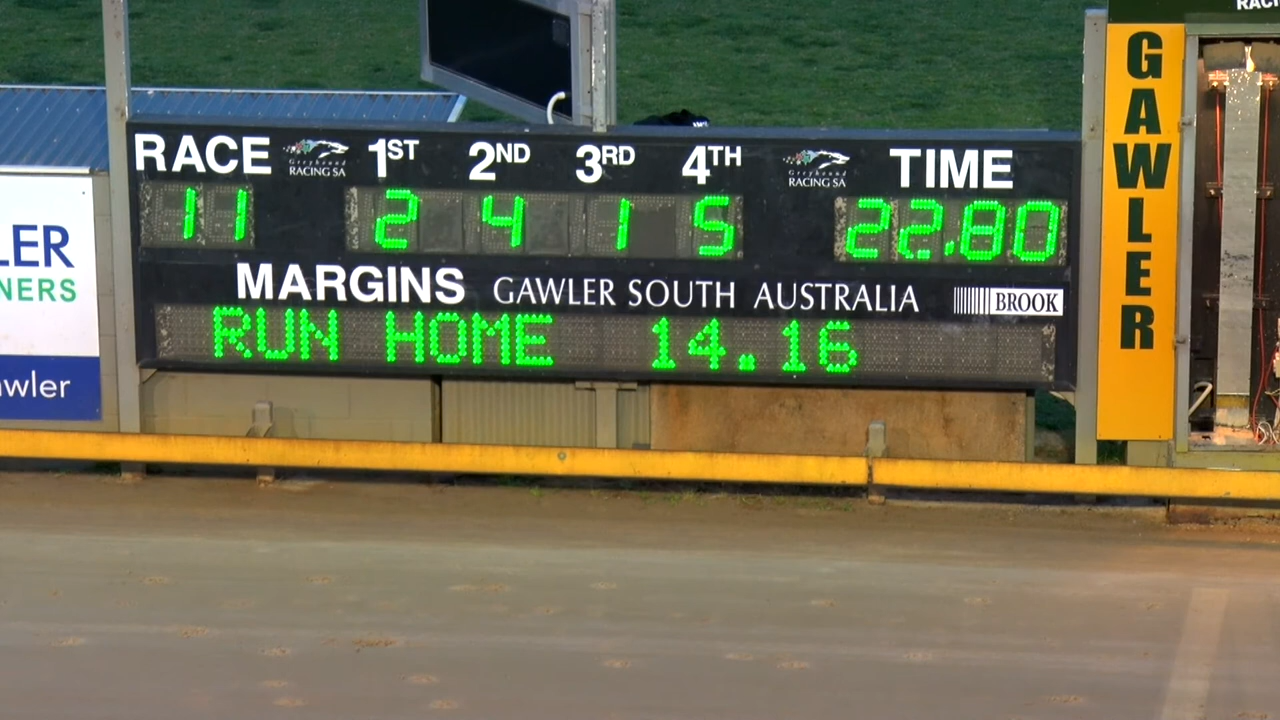 RACI
GAWLER
RACE 1ST 2ND 3RD 4TH TIME
Greyhound
RACING SA
Greyhound
RACING SA
11 2 4 1 5 22.80
MARGINS GAWLER SOUTH AUSTRALIA BROOK
RUN HOME 14.16
LER
NERS
awler